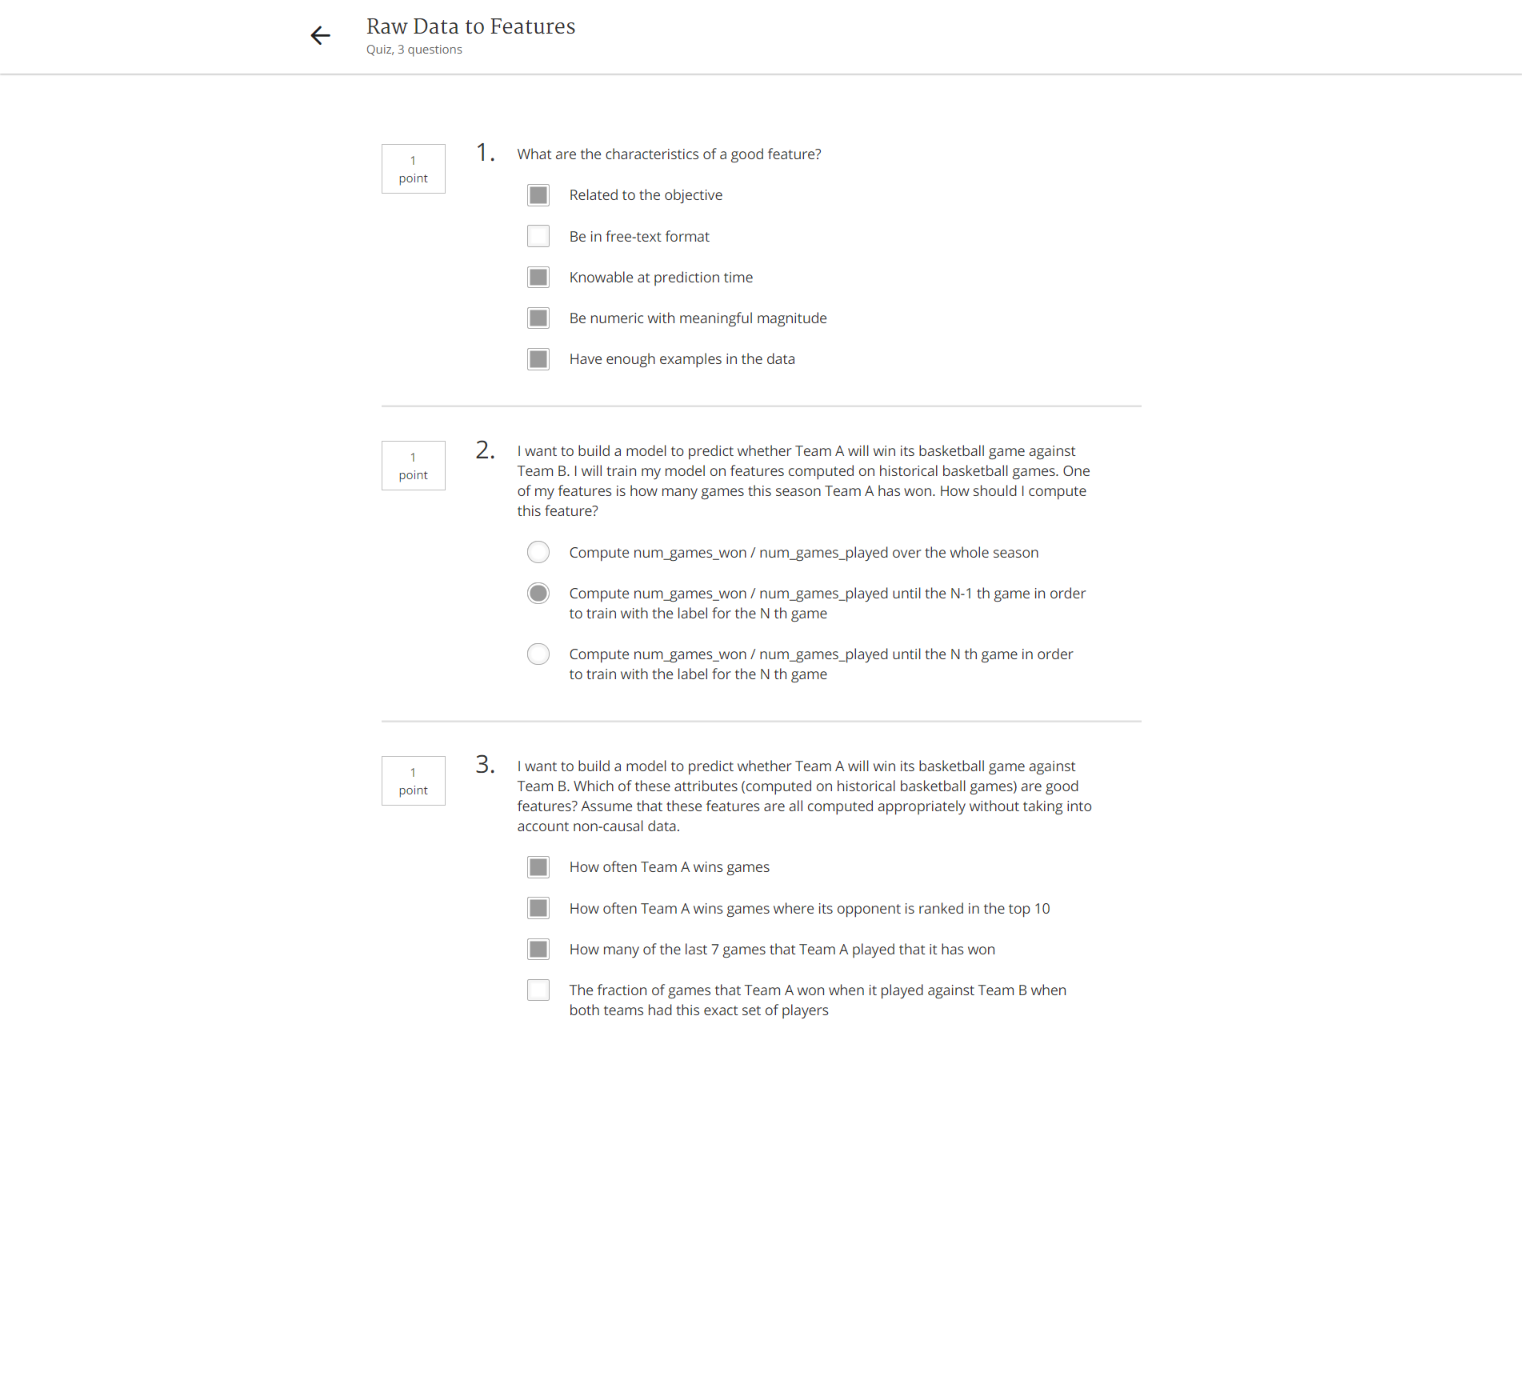 Raw Data to Features
Quiz, 3 questions
1
point
1.
What are the characteristics of a good feature?
Related to the objective
Be in free-text format
Knowable at prediction time
Be numeric with meaningful magnitude
Have enough examples in the data
1
point
2.
I want to build a model to predict whether Team A will win its basketball game against
Team B. I will train my model on features computed on historical basketball games. One
of my features is how many games this season Team A has won. How should I compute
this feature?
Compute num_games_won / num_games_played over the whole season
Compute num_games_won / num_games_played until the N-1 th game in order
to train with the label for the N th game
Compute num_games_won / num_games_played until the N th game in order
to train with the label for the N th game
1
point
3.
I want to build a model to predict whether Team A will win its basketball game against
Team B. Which of these attributes (computed on historical basketball games) are good
features? Assume that these features are all computed appropriately without taking into
account non-causal data.
How often Team A wins games
How often Team A wins games where its opponent is ranked in the top 10
How many of the last 7 games that Team A played that it has won
The fraction of games that Team A won when it played against Team B when
both teams had this exact set of players